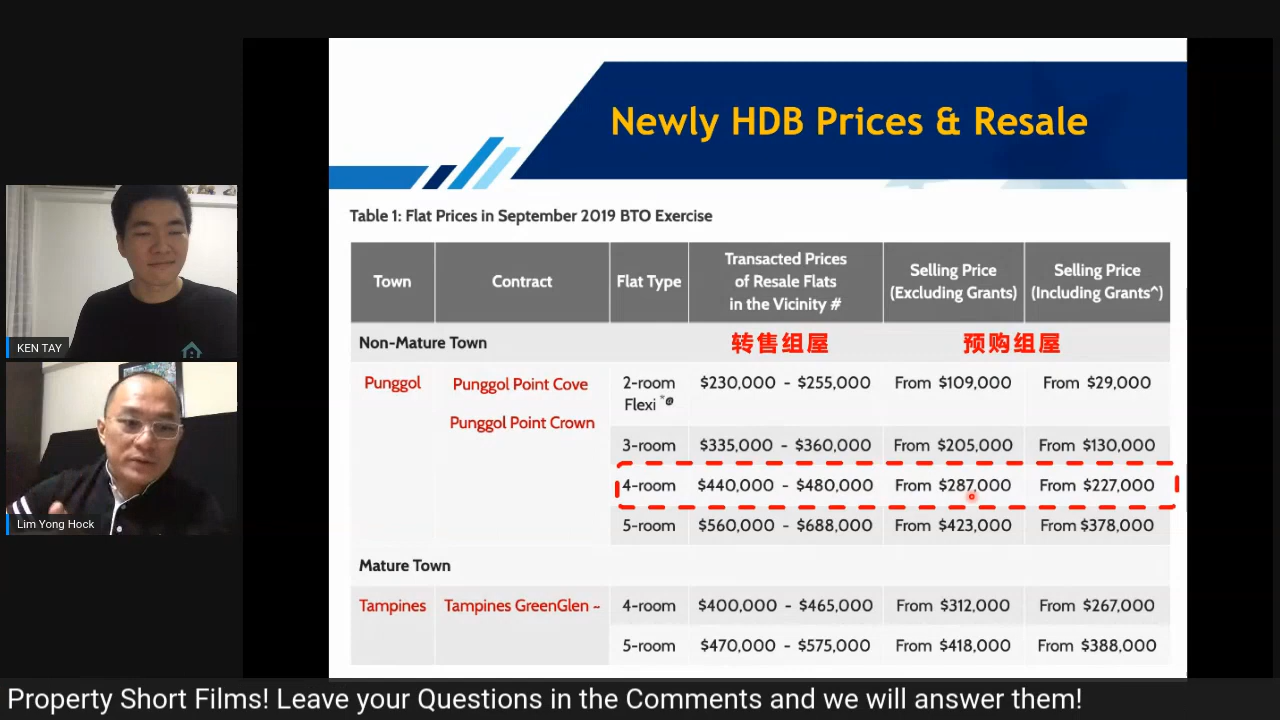 Newly HDB Prices & Resale
Table 1: Flat Prices in September 2019 BTO Exercise
Town Contract Flat Type Transacted Prices of Resale Flats in the Vicinity # Selling Price (Excluding Grants) Selling Price (Including Grants^)
Non-Mature Town 转售组屋 预购组屋
Punggol Punggol Point Cove 2-room Flexi *@ $230,000 - $255,000 From $109,000 From $29,000
Punggol Point Crown
3-room $335,000 - $360,000 From $205,000 From $130,000
4-room $440,000 - $480,000 From $287,000 From $227,000
5-room $560,000 - $688,000 From $423,000 From $378,000
Mature Town
Tampines Tampines GreenGlen ~ 4-room $400,000 - $465,000 From $312,000 From $267,000
5-room $470,000 - $575,000 From $418,000 From $388,000
KEN TAY
Lim Yong Hock
Property Short Films! Leave your Questions in the Comments and we will answer them!